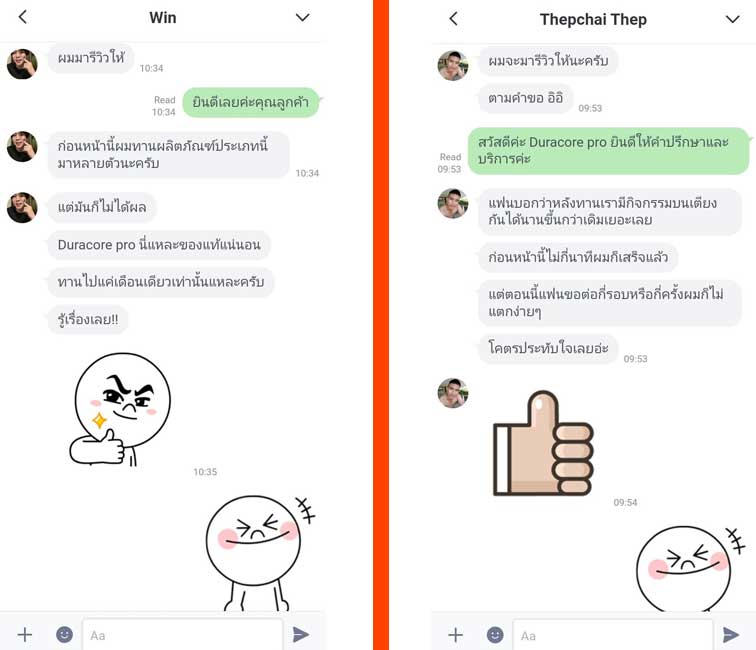 Win
ผมมารีวิวให้
10:34
Read
10:34
ยินดีเลยค่ะคุณลูกค้า
ก่อนหน้านี้ผมทานผลิตภัณฑ์ประเภทนี้
มาหลายตัวนะครับ
10:34
แต่มันก็ไม่ได้ผล
Duracore pro นี่แหละของแท้แน่นอน
ทานไปแค่เดือนเดียวเท่านั้นแหละครับ
รู้เรื่องเลย!!
10:35
Aa
Thepchai Thep
ผมจะมารีวิวให้นะครับ
ตามคำขอ อิอิ
09:53
สวัสดีค่ะ Duracore pro ยินดีให้คำปรึกษาและ
บริการค่ะ
Read
09:53
แฟนบอกว่าหลังทานเรามีกิจกรรมบนเตียง
กันได้นานขึ้นกว่าเดิมเยอะเลย
ก่อนหน้านี้ไม่กี่นาทีผมก็เสร็จแล้ว
แต่ตอนนี้แฟนขอต่อกี่รอบหรือกี่ครั้งผมก็ไม่
แตกง่ายๆ
โคตรประทับใจเลยอ่ะ
09:53
09:54
Aa